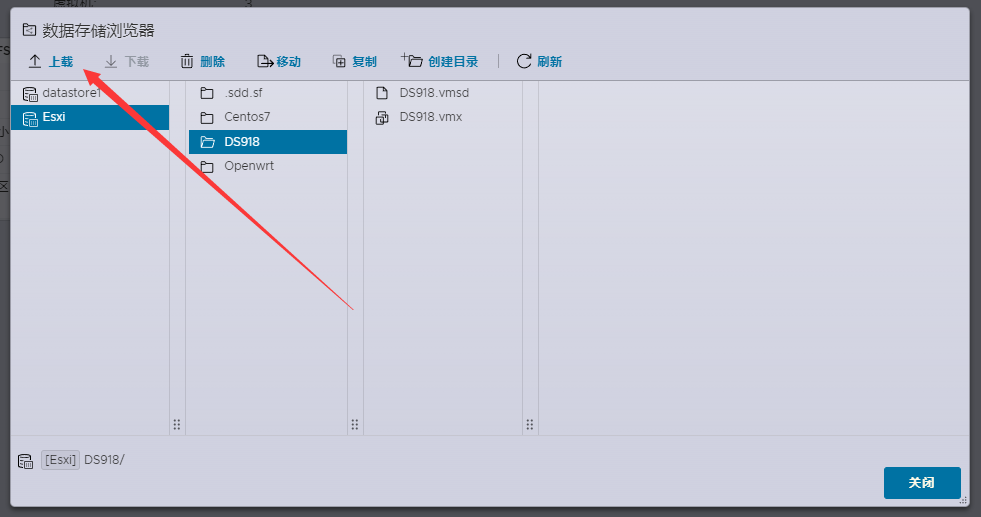 数据存储浏览器
上载 下载 删除 移动 复制 创建目录 刷新
datastore1 .sdd.sf DS918.vmsd
Esxi Centos7 DS918.vmx
DS918
Openwrt
[Esxi] DS918/
关闭